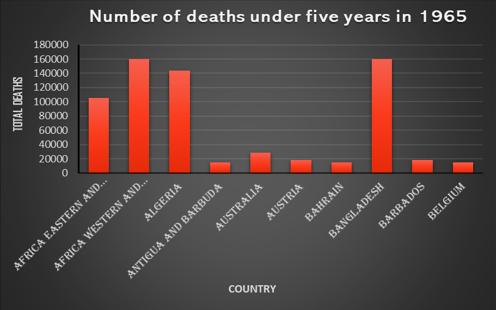 Number of deaths under five years in 1965
TOTAL DEATHS
180000
160000
140000
120000
100000
80000
60000
40000
20000
0
AFRICA EASTERN AND...
AFRICA WESTERN AND...
ALGERIA
ANTIGUA AND BARBUDA
AUSTRALIA
AUSTRIA
BAHRAIN
BANGLADESH
BARBADOS
BELGIUM
COUNTRY